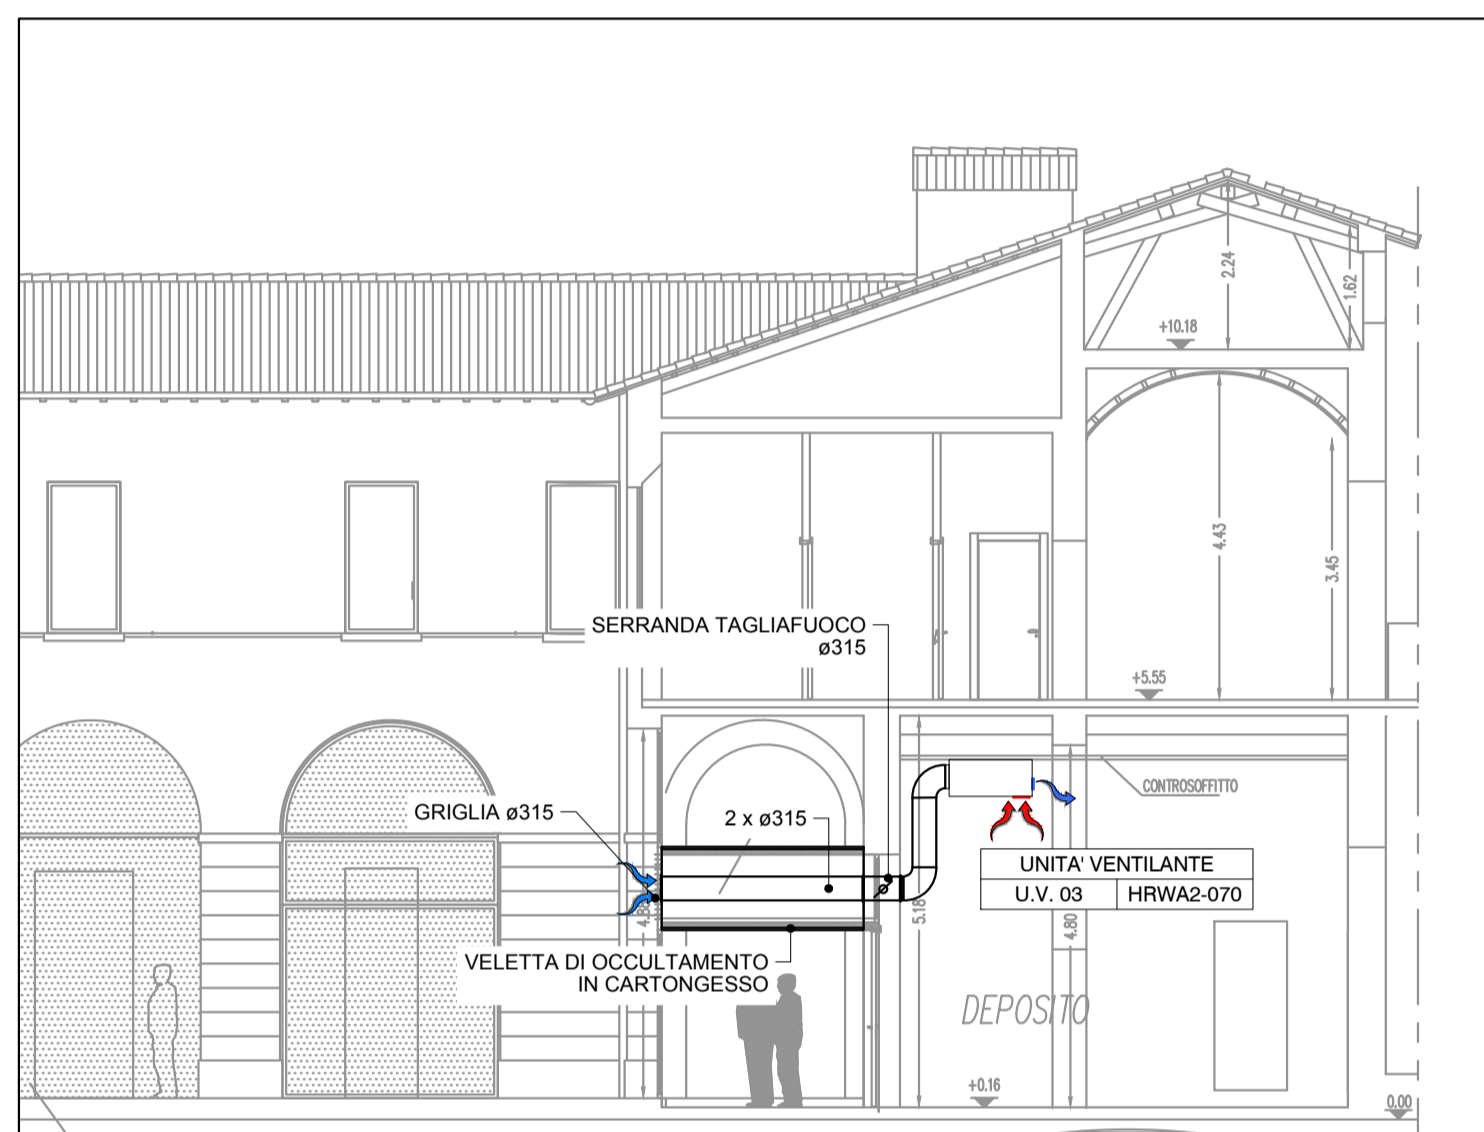 2.24
1.62
+10.18
4.43
3.45
SERRANDA TAGLIAFUOCO
ø315
+5.55
CONTROSOFFITTO
GRIGLIA ø315
2 x ø315
UNITA' VENTILANTE
U.V. 03 HRWA2-070
5.18
4.80
VELETTA DI OCCULTAMENTO
IN CARTONGESSO
DEPOSITO
+0.16
0.00